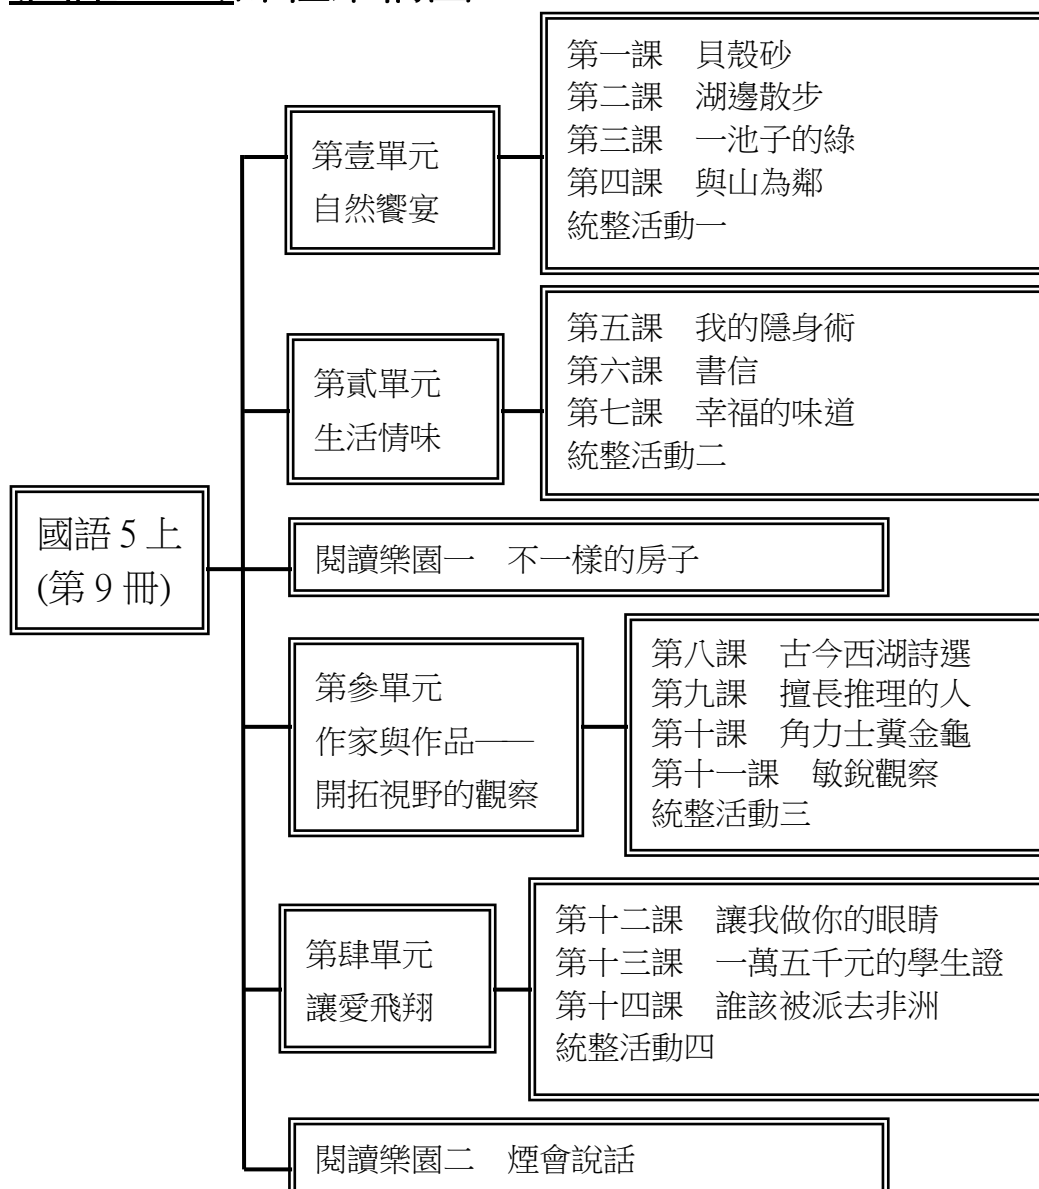 第壹單元
自然饗宴
第一課　貝殼砂
第二課　湖邊散步
第三課　一池子的綠
第四課　與山為鄰
統整活動一
第貳單元
生活情味
第五課　我的隱身術
第六課　書信
第七課　幸福的味道
統整活動二
國語 5 上
(第 9 冊)
閱讀樂園一　不一樣的房子
第參單元
作家與作品——
開拓視野的觀察
第八課　古今西湖詩選
第九課　擅長推理的人
第十課　角力士糞金龜
第十一課　敏銳觀察
統整活動三
第肆單元
讓愛飛翔
第十二課　讓我做你的眼睛
第十三課　一萬五千元的學生證
第十四課　誰該被派去非洲
統整活動四
閱讀樂園二　煙會說話